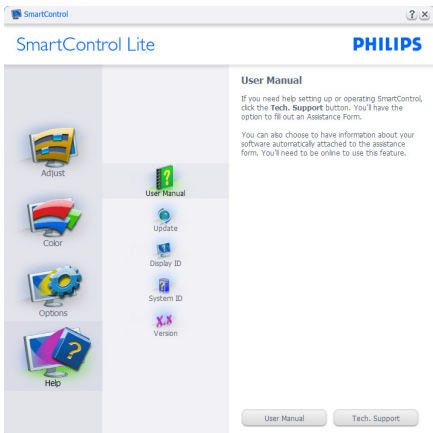 SmartControl
SmartControl Lite
PHILIPS
Adjust
Color
Options
Help
User Manual
Update
Display ID
System ID
X.X
Version
User Manual
If you need help setting up or operating SmartControl,
click the Tech. Support button. You'll have the
option to fill out an Assistance Form.
You can also choose to have information about your
software automatically attached to the assistance
form. You'll need to be online to use this feature.
User Manual
Tech. Support